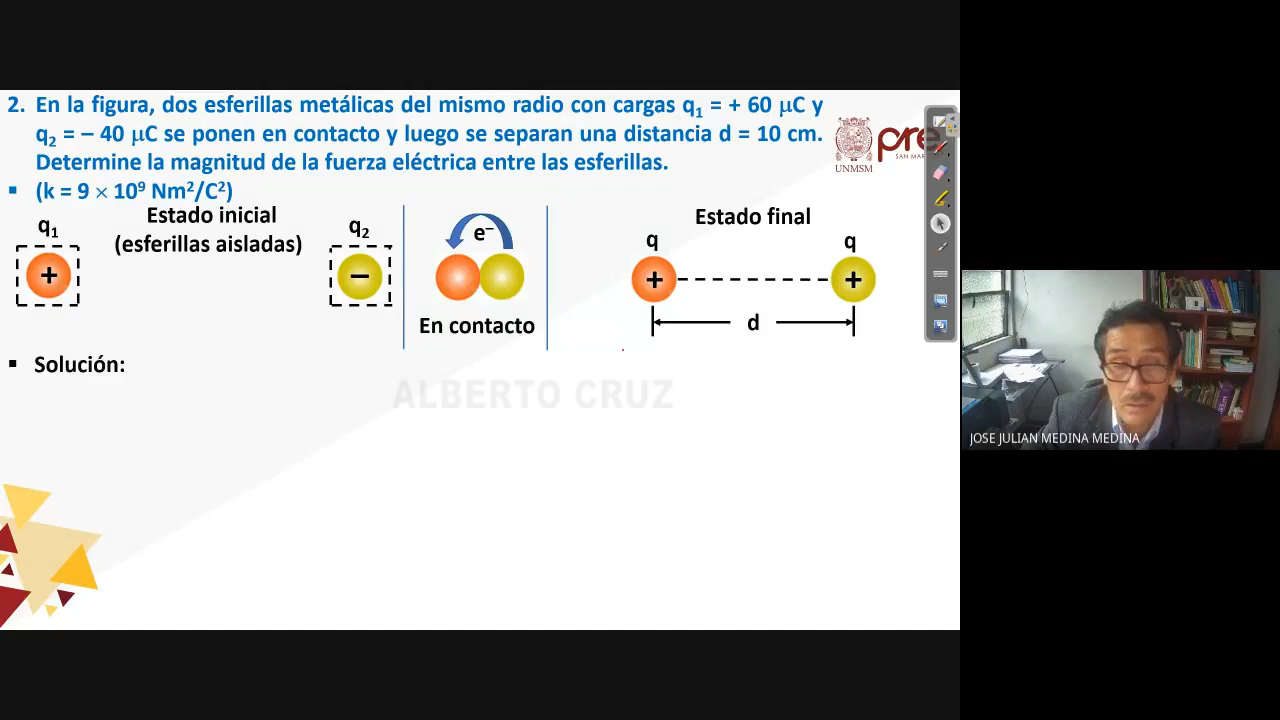 2. En la figura, dos esferillas metálicas del mismo radio con cargas q₁ = + 60 μC y
q₂ = – 40 μC se ponen en contacto y luego se separan una distancia d = 10 cm.
Determine la magnitud de la fuerza eléctrica entre las esferillas.
▪ (k = 9 × 10⁹ Nm²/C²)
pre
SAN MAR
UNMSM
Estado inicial
(esferillas aisladas)
q₁
q₂
+
–
e⁻
En contacto
Estado final
q
q
+
+
d
▪ Solución:
ALBERTO CRUZ
JOSE JULIAN MEDINA MEDINA